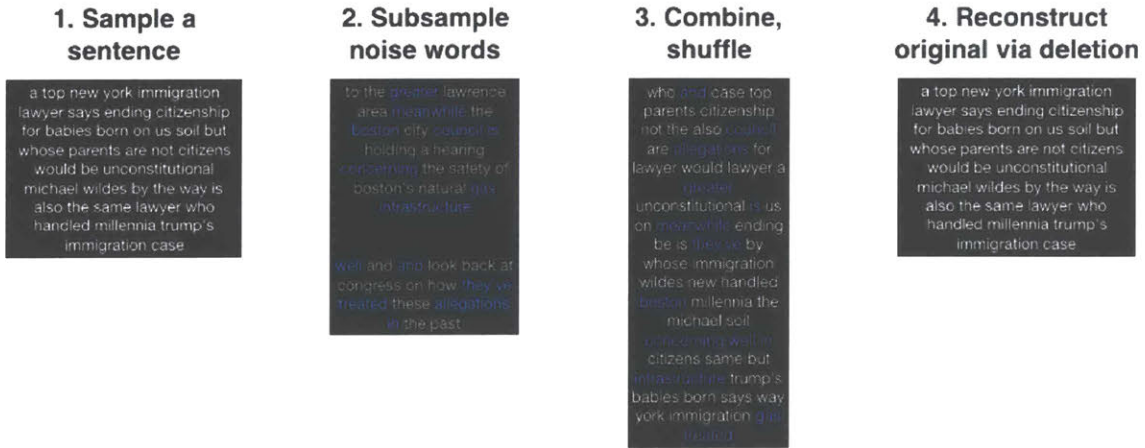 1. Sample a
sentence
a top new york immigration
lawyer says ending citizenship
for babies born on us soil but
whose parents are not citizens
would be unconstitutional
michael wildes by the way is
also the same lawyer who
handled millennia trump's
immigration case
2. Subsample
noise words
to the greater lawrence
area meanwhile the
boston city council is
holding a hearing
concerning the safety of
boston's natural gas
infrastructure
well and and look back at
congress on how they've
treated these allegations
in the past
3. Combine,
shuffle
who and case top
parents citizenship
not the also council
are allegations for
lawyer would lawyer a
greater
unconstitutional is us
on meanwhile ending
be is they've by
whose immigration
wildes new handled
boston millennia the
michael soil
concerning well in
citizens same but
infrastructure trump's
babies born says way
york immigration gas
treated
4. Reconstruct
original via deletion
a top new york immigration
lawyer says ending citizenship
for babies born on us soil but
whose parents are not citizens
would be unconstitutional
michael wildes by the way is
also the same lawyer who
handled millennia trump's
immigration case